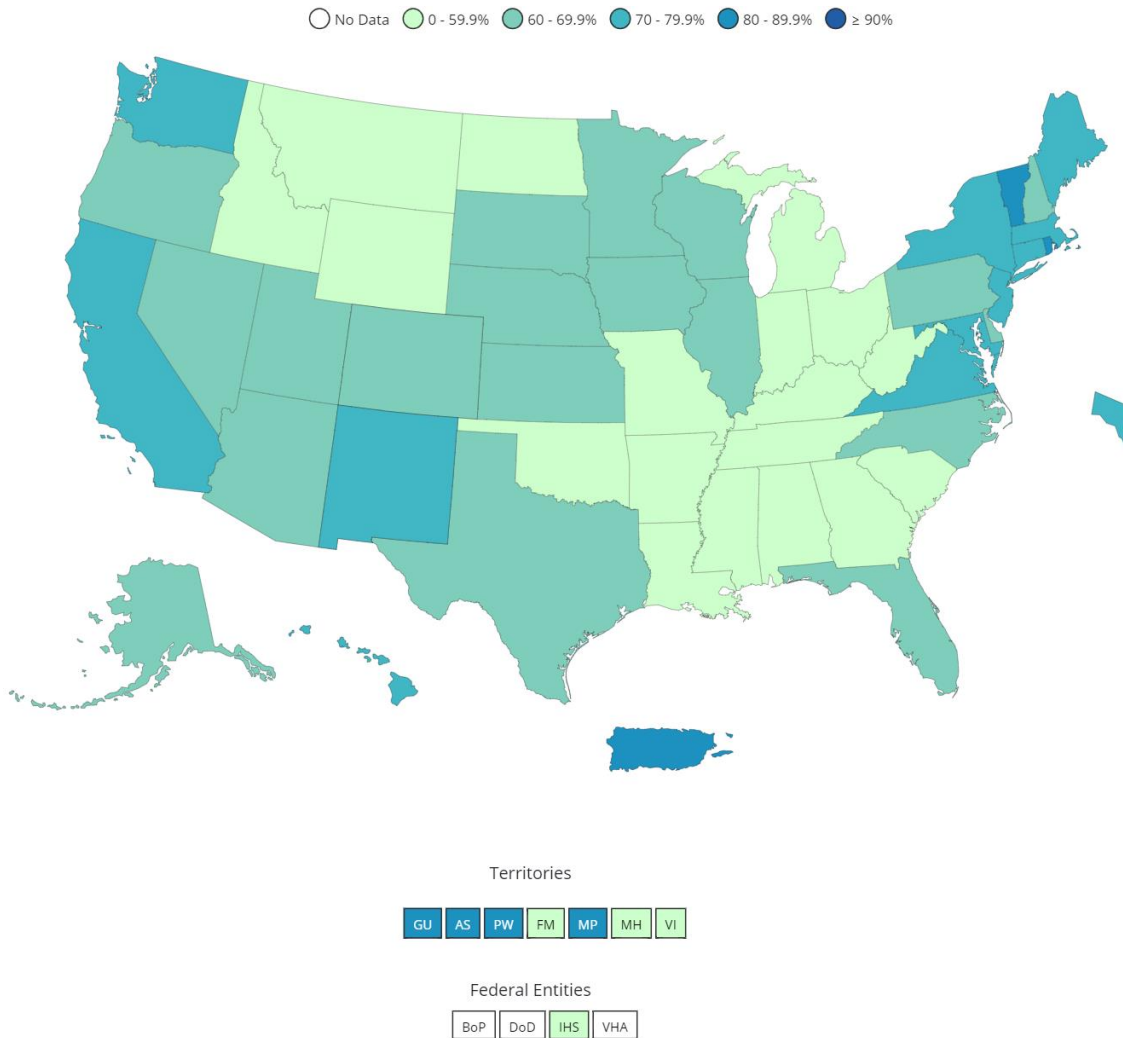 No Data 0 - 59.9% 60 - 69.9% 70 - 79.9% 80 - 89.9% ≥ 90%
Territories
GU AS PW FM MP MH VI
Federal Entities
BoP DoD IHS VHA